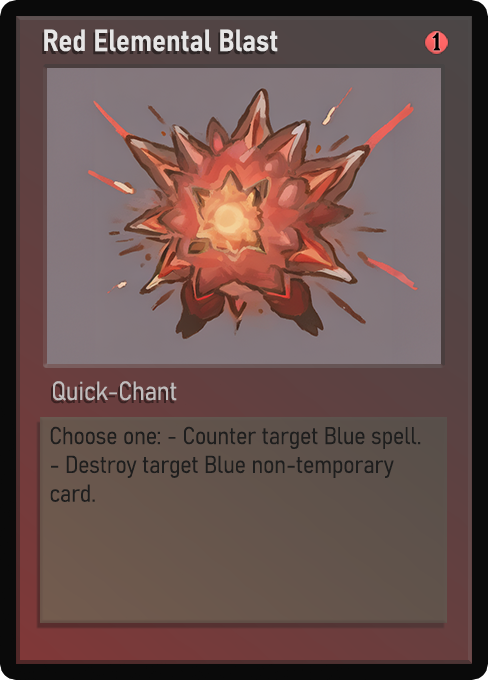 Red Elemental Blast
1
Quick-Chant
Choose one: - Counter target Blue spell.
- Destroy target Blue non-temporary
card.